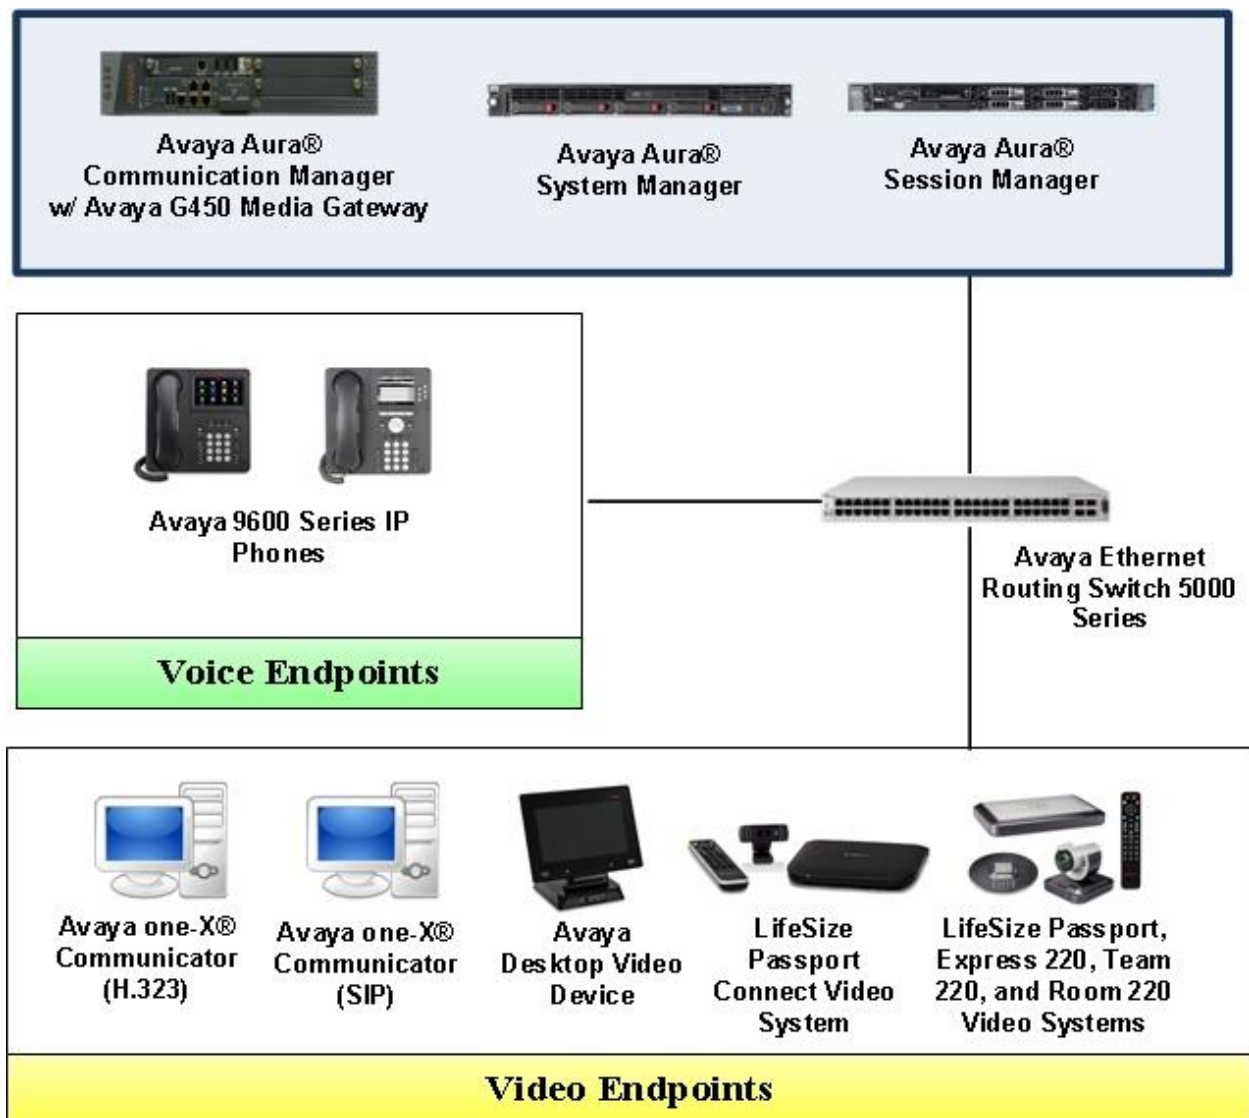 Avaya Aura®
Communication Manager
w/ Avaya G450 Media Gateway
Avaya Aura®
System Manager
Avaya Aura®
Session Manager
Avaya 9600 Series IP
Phones
Voice Endpoints
Avaya Ethernet
Routing Switch 5000
Series
Avaya one-X®
Communicator
(H.323)
Avaya one-X®
Communicator
(SIP)
Avaya
Desktop Video
Device
LifeSize
Passport
Connect Video
System
LifeSize Passport,
Express 220, Team
220, and Room 220
Video Systems
Video Endpoints